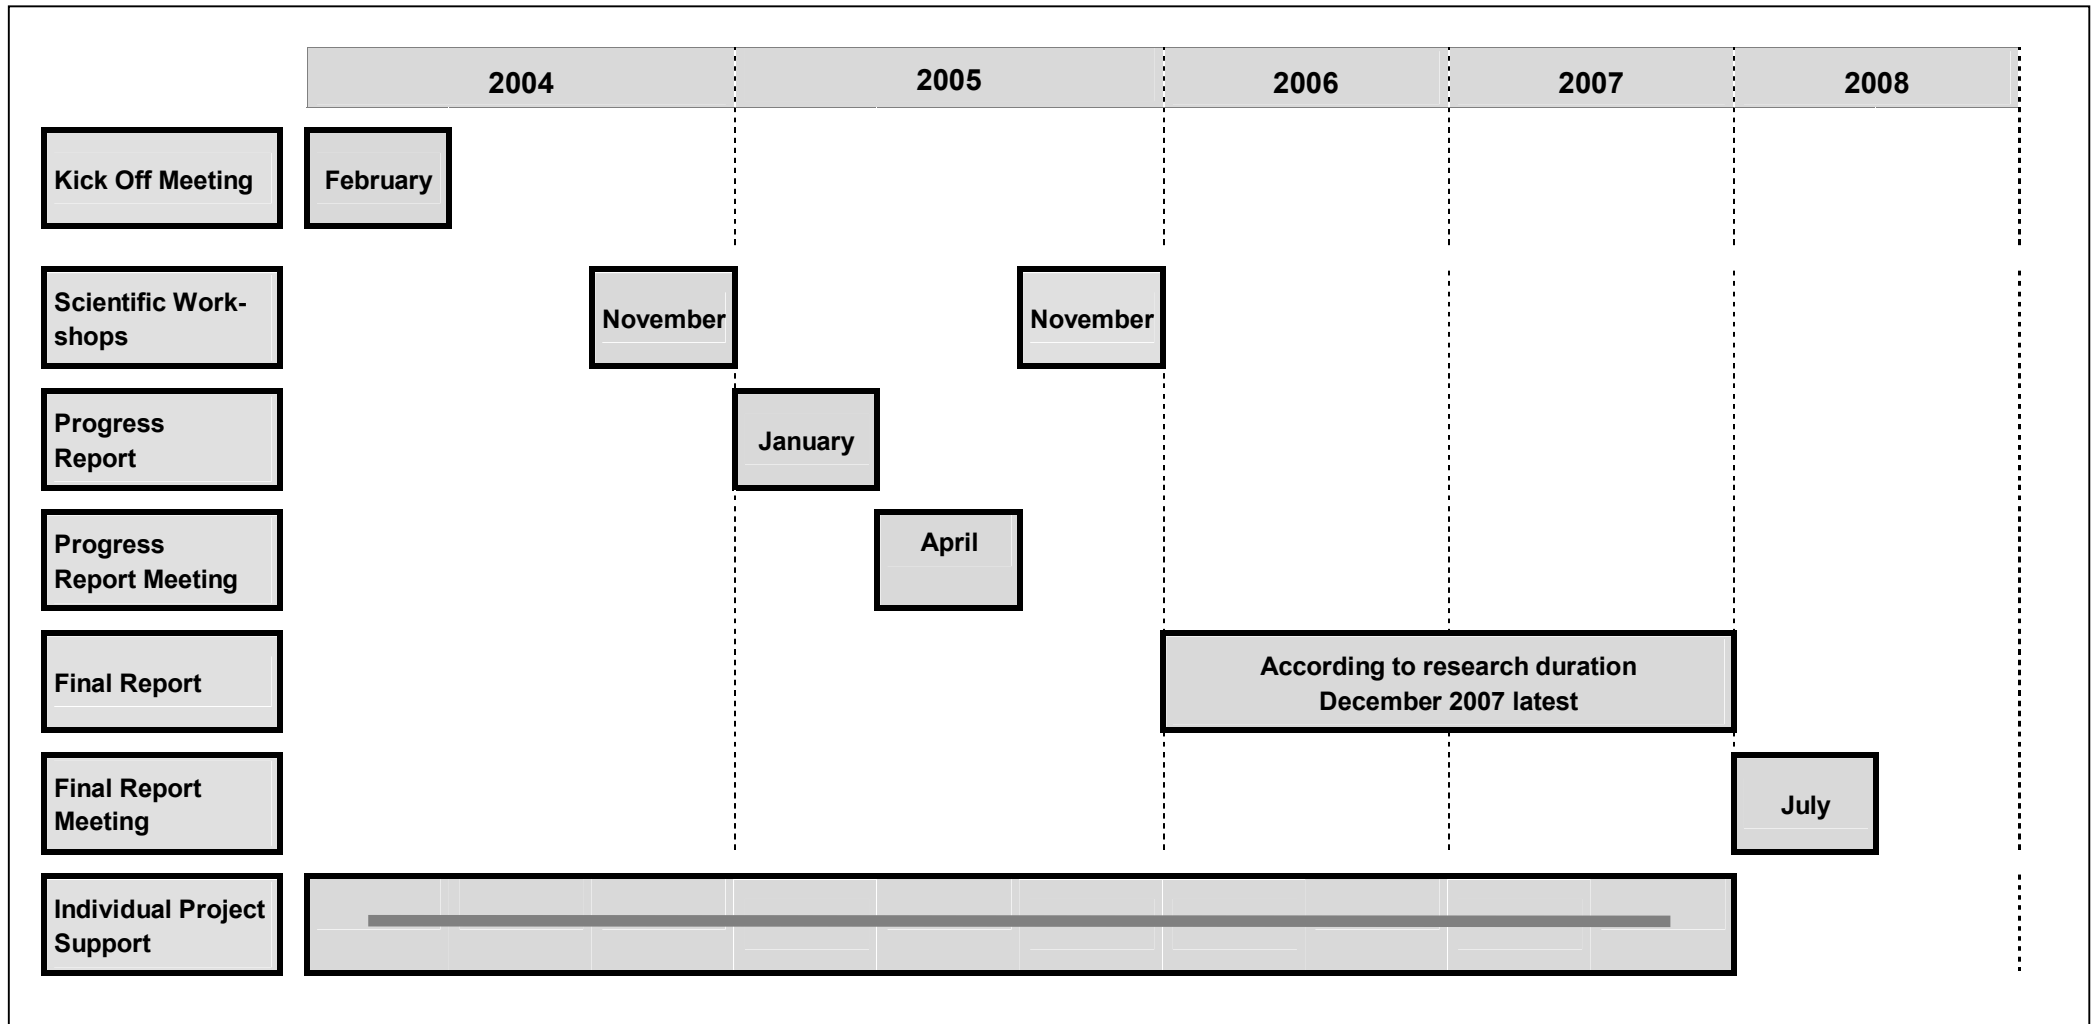 2004 2005 2006 2007 2008
Kick Off Meeting February
Scientific Work-
shops
November November
Progress
Report
January
Progress
Report Meeting
April
Final Report
According to research duration
December 2007 latest
Final Report
Meeting
July
Individual Project
Support